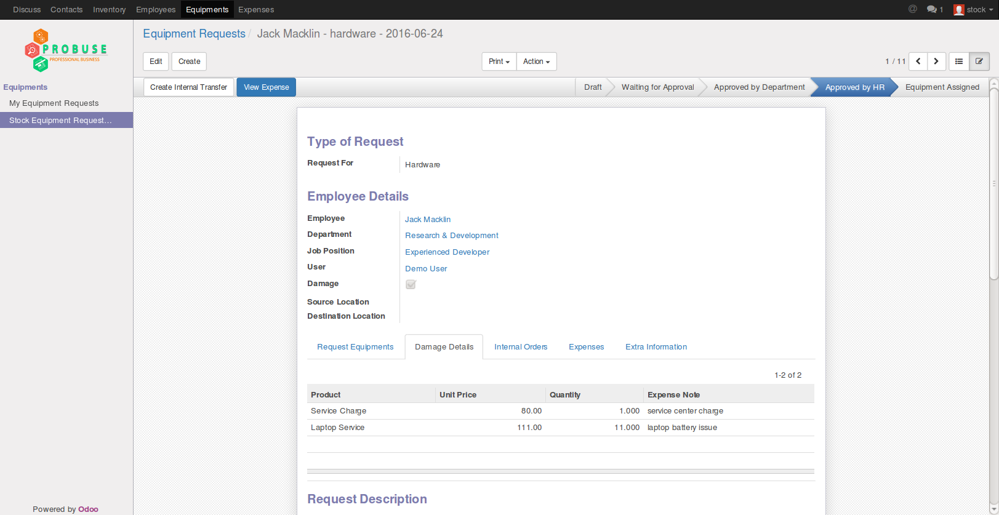 Discuss Contacts Inventory Employees Equipments Expenses @ 1 stock
PROBUSE
PROFESSIONAL BUSINESS
Equipments
My Equipment Requests
Stock Equipment Request...
Powered by Odoo
Equipment Requests / Jack Macklin - hardware - 2016-06-24
Edit Create Print Action 1 / 11
Create Internal Transfer View Expense Draft Waiting for Approval Approved by Department Approved by HR Equipment Assigned
Type of Request
Request For Hardware
Employee Details
Employee Jack Macklin
Department Research & Development
Job Position Experienced Developer
User Demo User
Damage
Source Location
Destination Location
Request Equipments Damage Details Internal Orders Expenses Extra Information
1-2 of 2
Product Unit Price Quantity Expense Note
Service Charge 80.00 1.000 service center charge
Laptop Service 111.00 11.000 laptop battery issue
Request Description